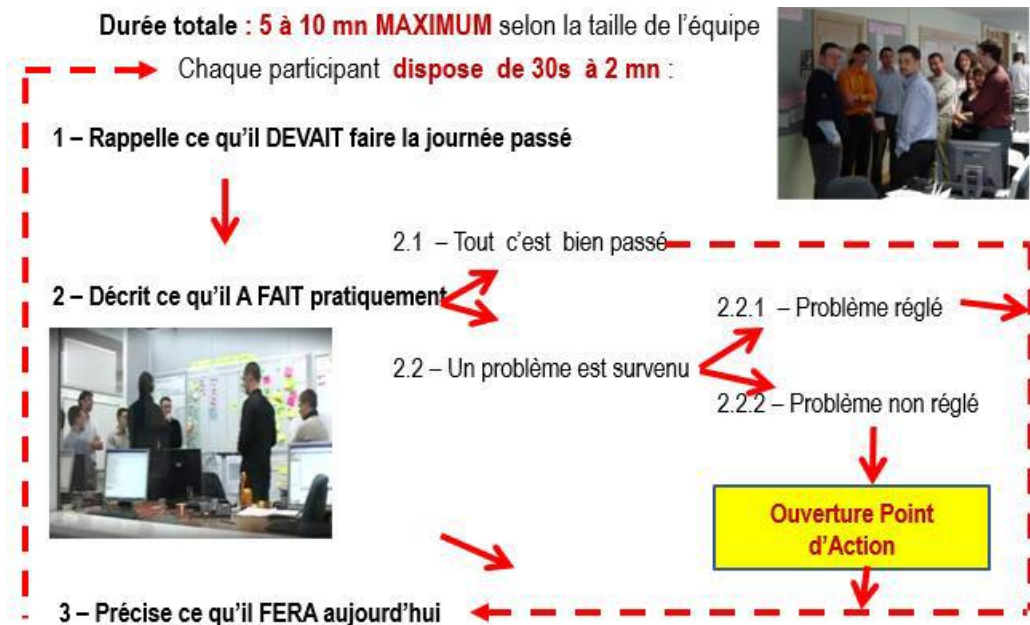 Durée totale : 5 à 10 mn MAXIMUM selon la taille de l'équipe
Chaque participant dispose de 30s à 2 mn :
1 – Rappelle ce qu'il DEVAIT faire la journée passé
2.1 – Tout c'est bien passé
2 – Décrit ce qu'il A FAIT pratiquement
2.2.1 – Problème réglé
2.2 – Un problème est survenu
2.2.2 – Problème non réglé
Ouverture Point
d'Action
3 – Précise ce qu'il FERA aujourd'hui